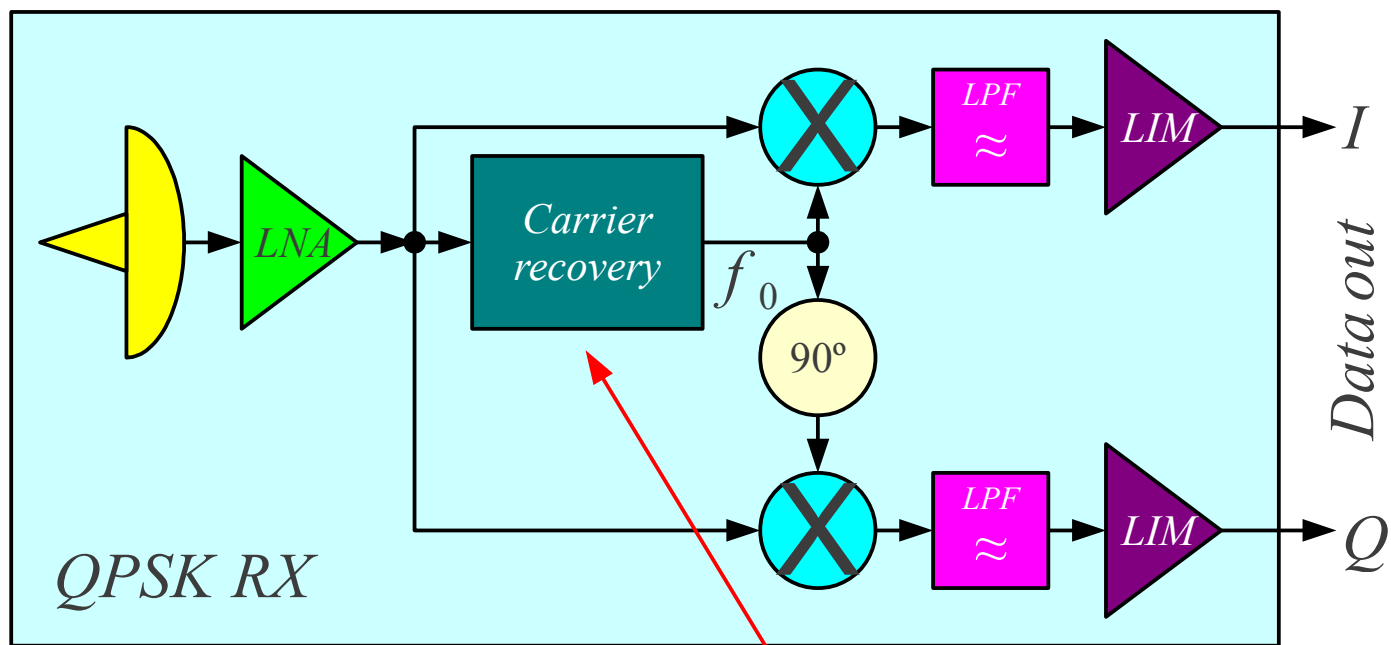 LNA
Carrier
recovery
f 0
90º
X
LPF
≈
LIM
I
X
LPF
≈
LIM
Q
Data out
QPSK RX